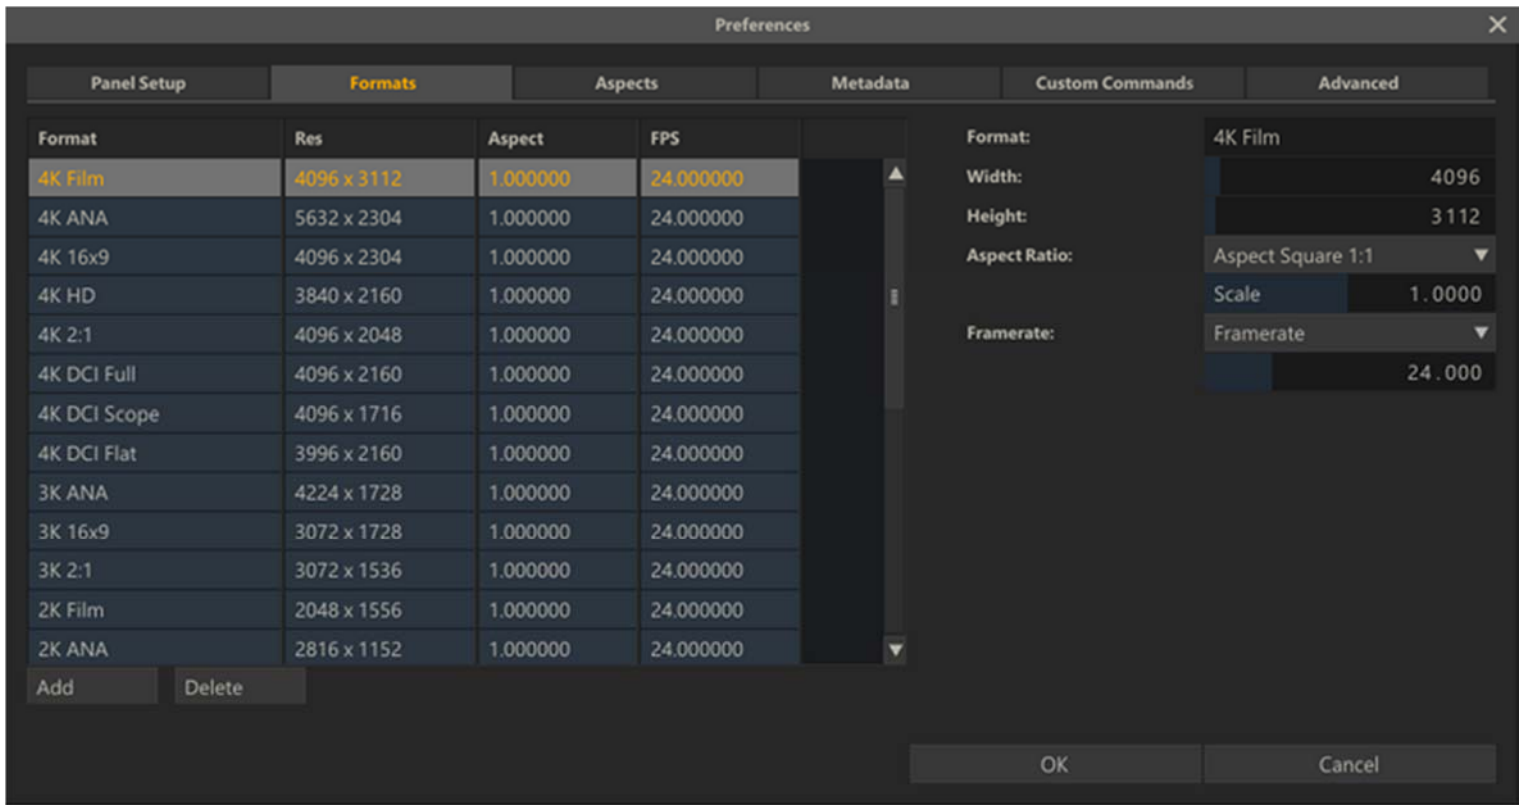 Preferences
Panel Setup Formats Aspects Metadata Custom Commands Advanced
Format Res Aspect FPS
4K Film 4096 x 3112 1.000000 24.000000
4K ANA 5632 x 2304 1.000000 24.000000
4K 16x9 4096 x 2304 1.000000 24.000000
4K HD 3840 x 2160 1.000000 24.000000
4K 2:1 4096 x 2048 1.000000 24.000000
4K DCI Full 4096 x 2160 1.000000 24.000000
4K DCI Scope 4096 x 1716 1.000000 24.000000
4K DCI Flat 3996 x 2160 1.000000 24.000000
3K ANA 4224 x 1728 1.000000 24.000000
3K 16x9 3072 x 1728 1.000000 24.000000
3K 2:1 3072 x 1536 1.000000 24.000000
2K Film 2048 x 1556 1.000000 24.000000
2K ANA 2816 x 1152 1.000000 24.000000
Add Delete
Format: 4K Film
Width: 4096
Height: 3112
Aspect Ratio: Aspect Square 1:1
Scale 1.0000
Framerate: Framerate
24.000
OK Cancel